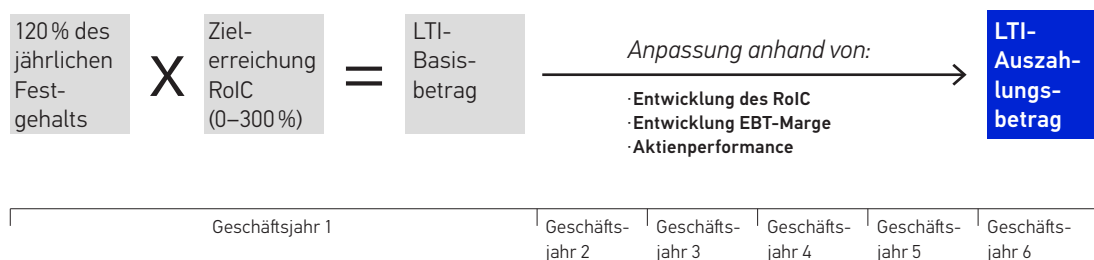 120 % des
jährlichen
Fest-
gehalts
X
Ziel-
erreichung
RoIC
(0–300 %)
=
LTI-
Basis-
betrag
Anpassung anhand von:
·Entwicklung des RoIC
·Entwicklung EBT-Marge
·Aktienperformance
LTI-
Auszah-
lungs-
betrag
Geschäftsjahr 1
Geschäfts-
jahr 2
Geschäfts-
jahr 3
Geschäfts-
jahr 4
Geschäfts-
jahr 5
Geschäfts-
jahr 6